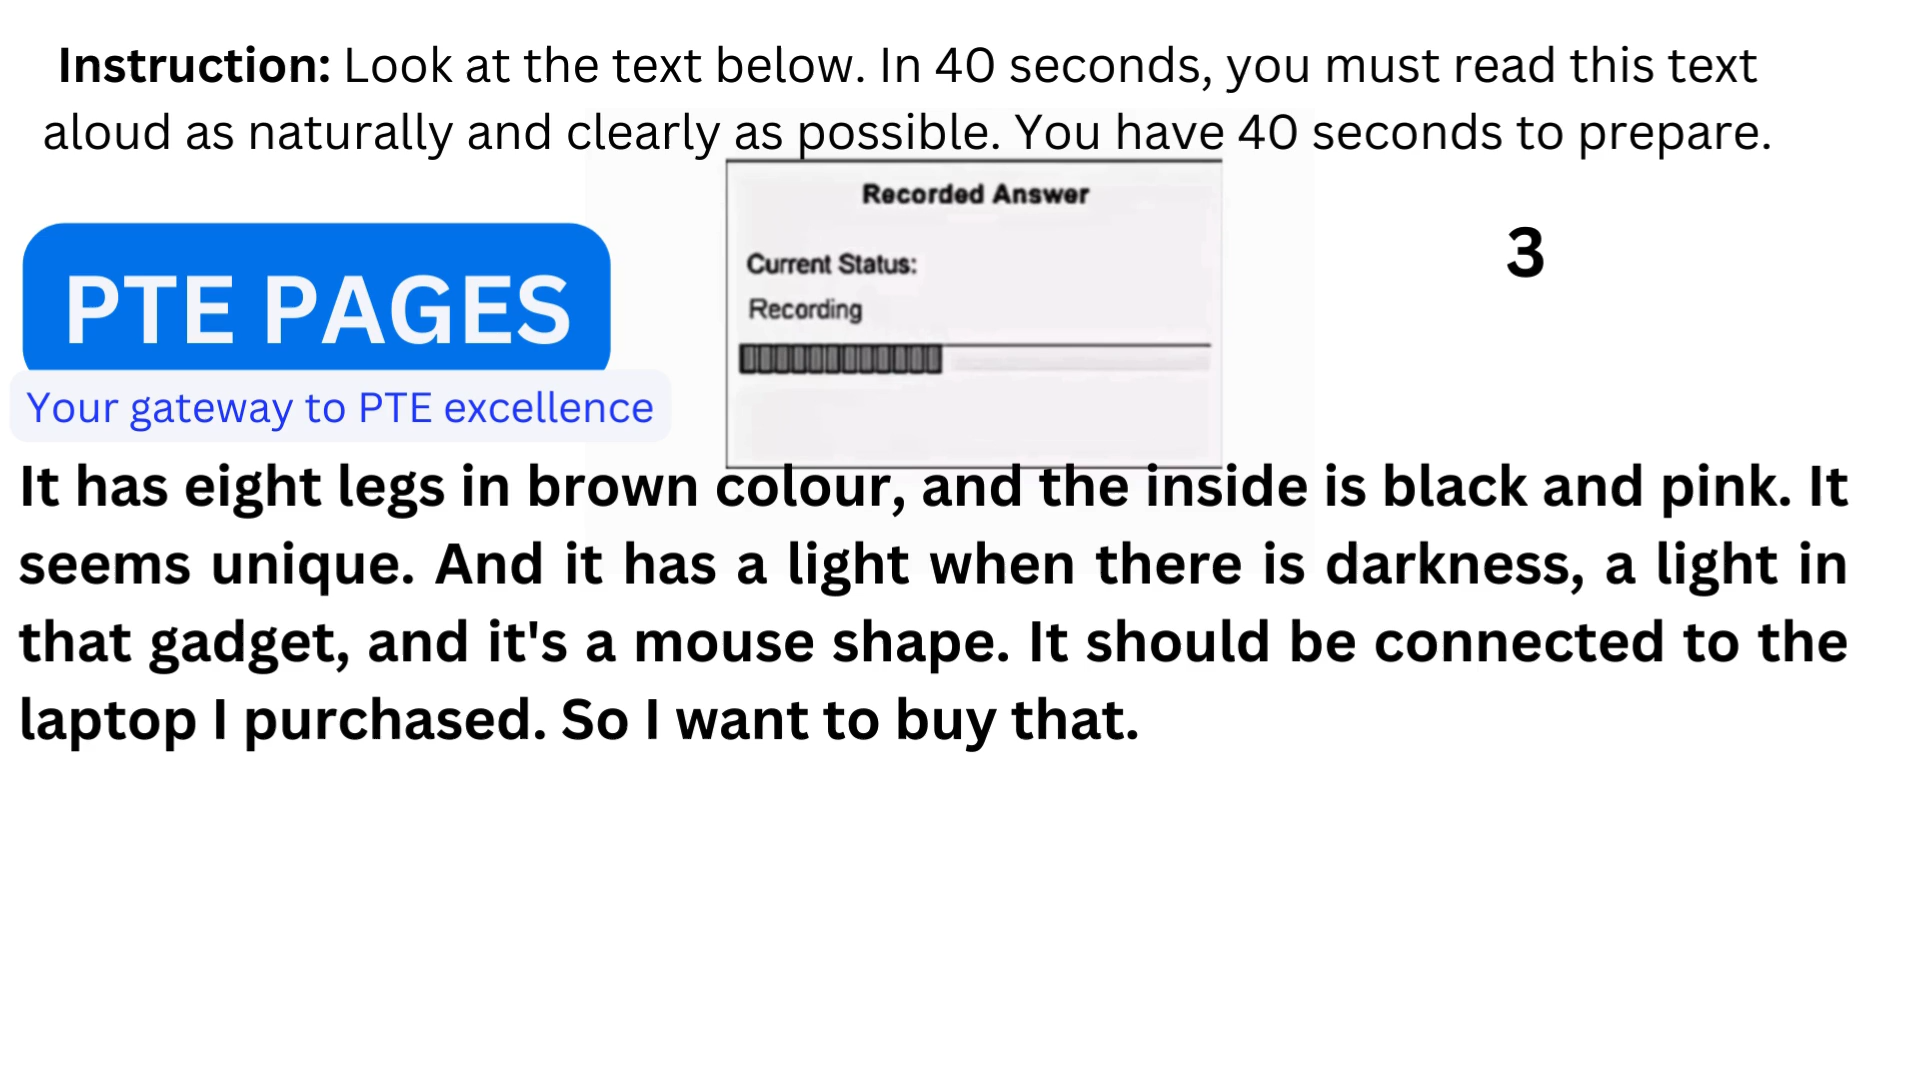 Instruction: Look at the text below. In 40 seconds, you must read this text
aloud as naturally and clearly as possible. You have 40 seconds to prepare.
Recorded Answer
3
Current Status:
PTE PAGES
Recording
Your gateway to PTE excellence
It has eight legs in brown colour, and the inside is black and pink. It
seems unique. And it has a light when there is darkness, a light in
that gadget, and it's a mouse shape. It should be connected to the
laptop I purchased. So I want to buy that.